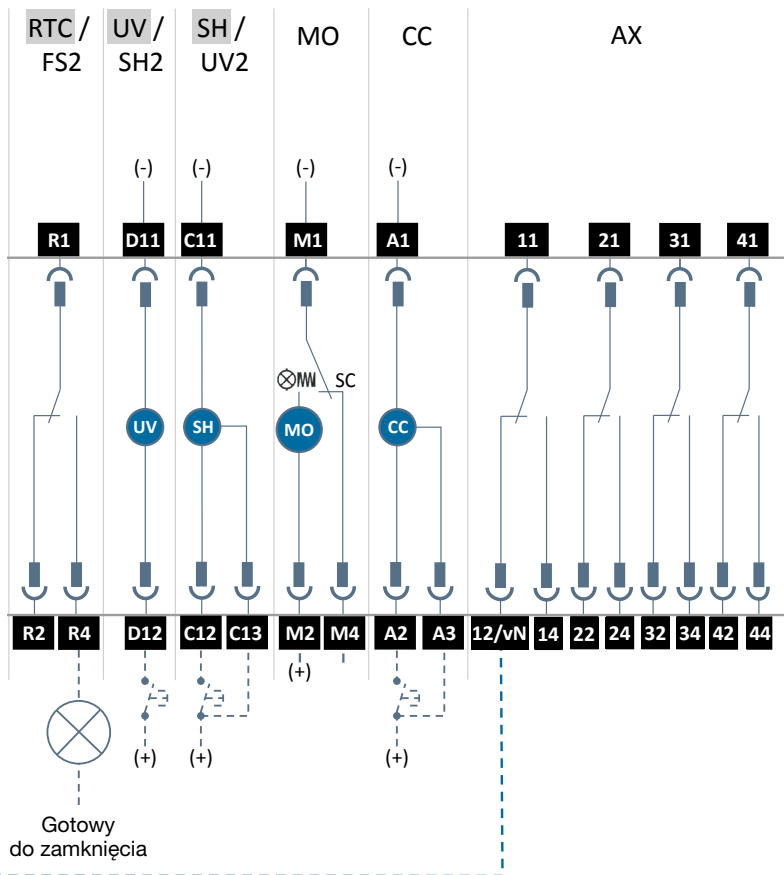 RTC / UV / SH / MO CC AX
FS2 SH2 UV2
(-) (-) (-) (-)
R1 D11 C11 M1 A1 11 21 31 41
SC
UV SH MO CC
R2 R4 D12 C12 C13 M2 M4 A2 A3 12/vN 14 22 24 32 34 42 44
(+)
(+) (+) (+)
Gotowy
do zamknięcia